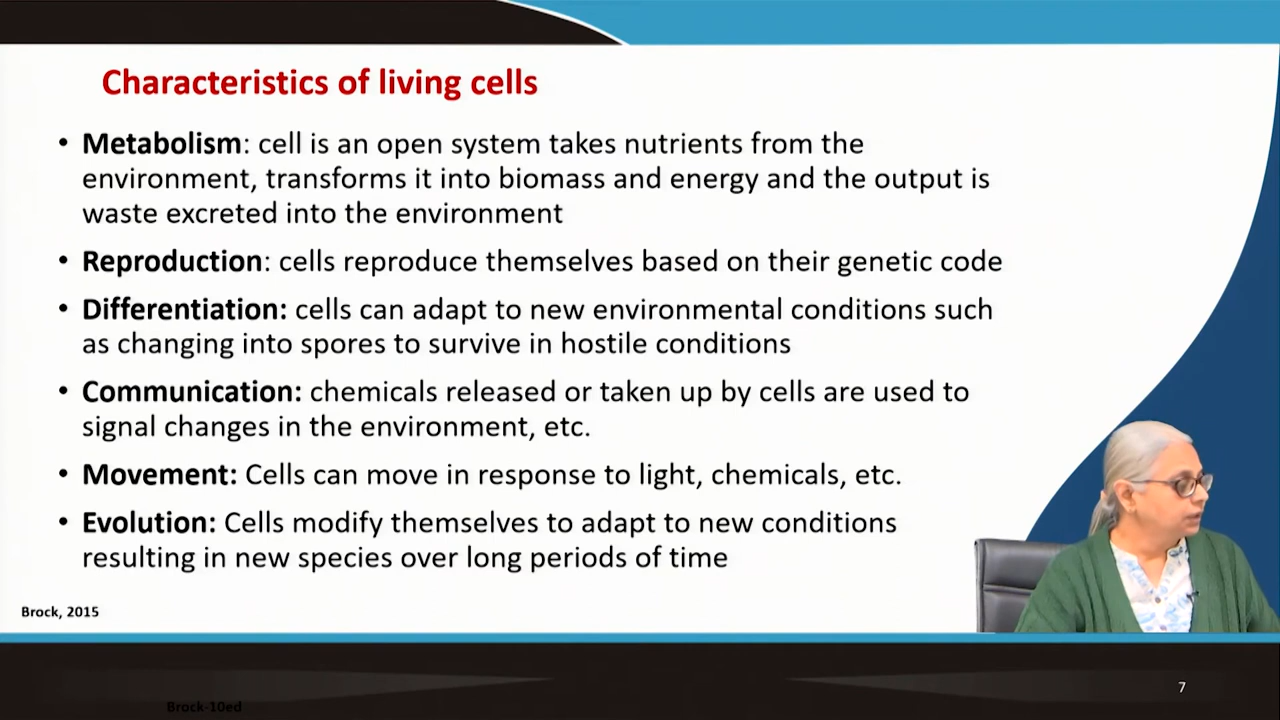 Characteristics of living cells
• Metabolism: cell is an open system takes nutrients from the
environment, transforms it into biomass and energy and the output is
waste excreted into the environment
• Reproduction: cells reproduce themselves based on their genetic code
• Differentiation: cells can adapt to new environmental conditions such
as changing into spores to survive in hostile conditions
• Communication: chemicals released or taken up by cells are used to
signal changes in the environment, etc.
• Movement: Cells can move in response to light, chemicals, etc.
• Evolution: Cells modify themselves to adapt to new conditions
resulting in new species over long periods of time
Brock, 2015
7
Brock-10ed